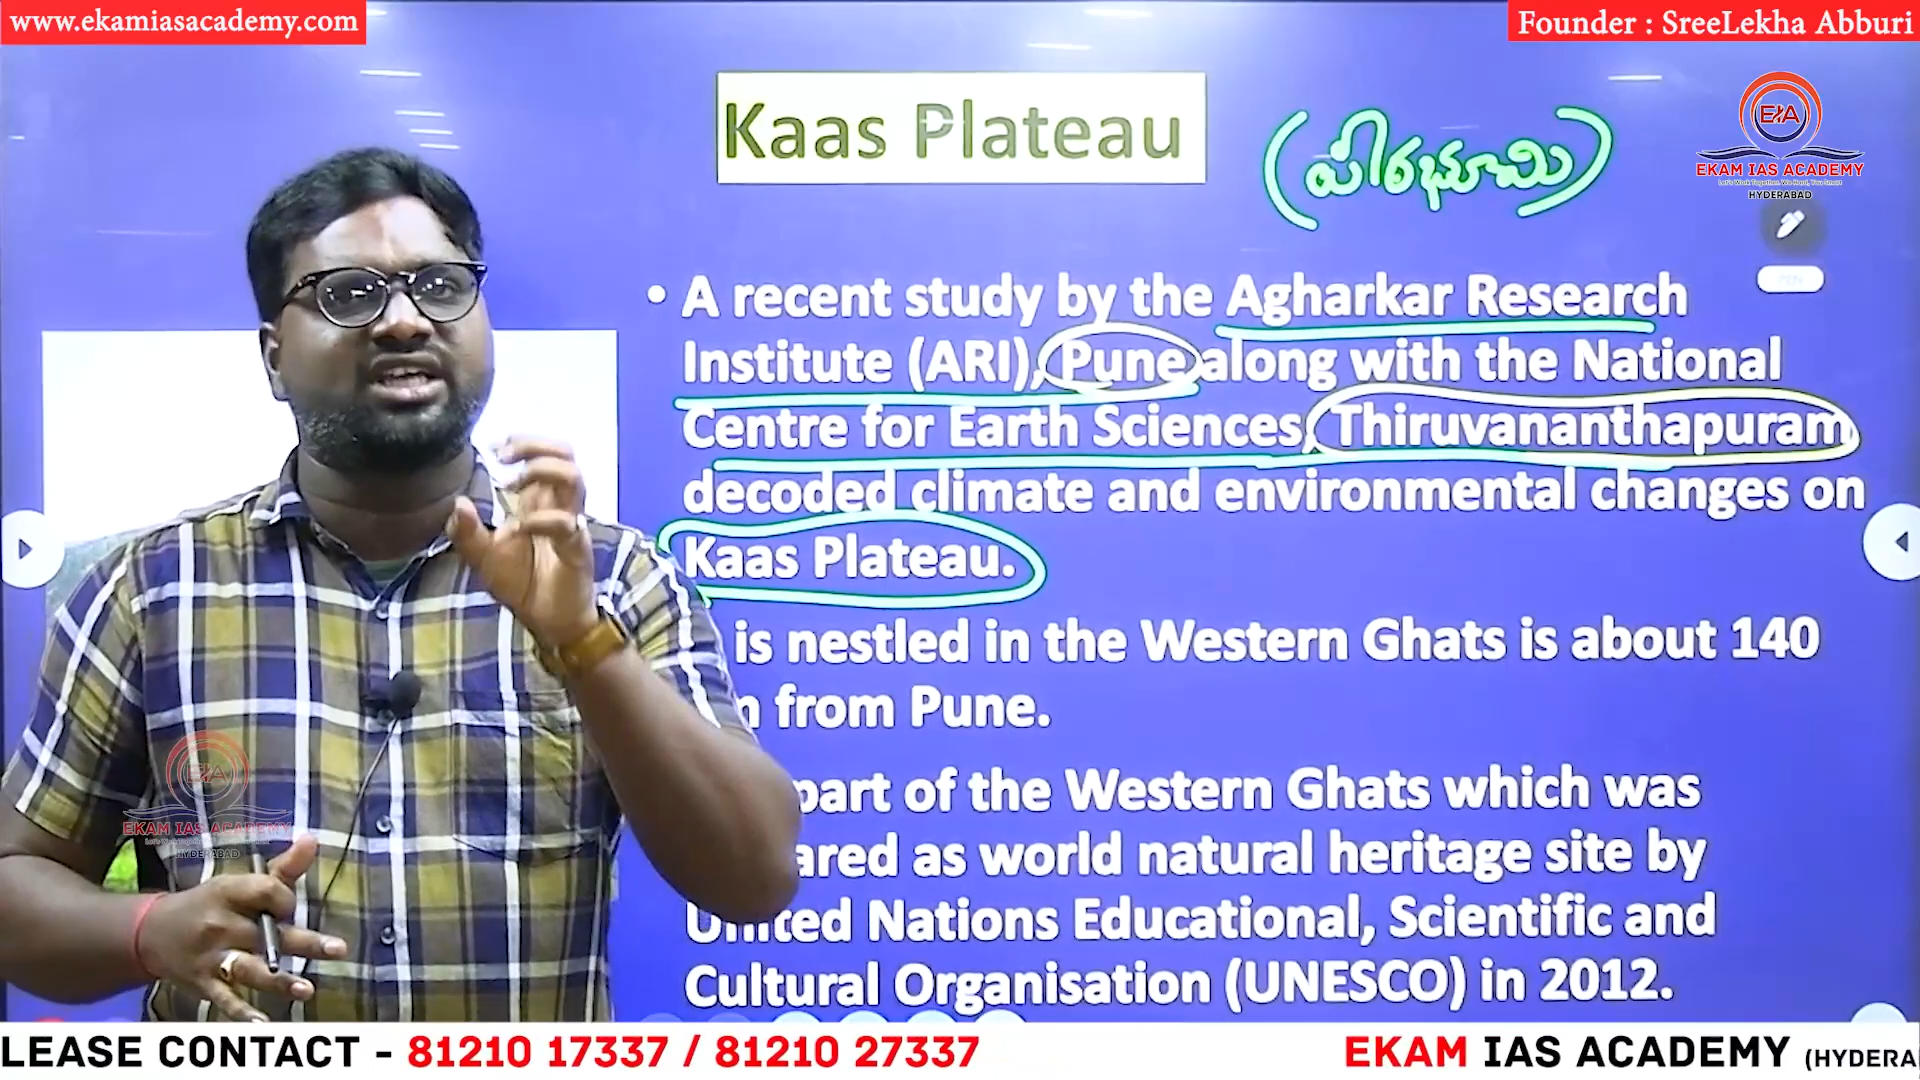 www.ekamiasacademy.com
Founder : SreeLekha Abburi
Kaas Plateau
(పీఠభూమి)
EIA
EKAM IAS ACADEMY
HYDERABAD
• A recent study by the Agharkar Research
Institute (ARI), Pune along with the National
Centre for Earth Sciences, Thiruvananthapuram
decoded climate and environmental changes on
Kaas Plateau.
is nestled in the Western Ghats is about 140
from Pune.
part of the Western Ghats which was
ared as world natural heritage site by
United Nations Educational, Scientific and
Cultural Organisation (UNESCO) in 2012.
EIA
EKAM IAS ACADEMY
HYDERABAD
LEASE CONTACT - 81210 17337 / 81210 27337
EKAM IAS ACADEMY (HYDERA